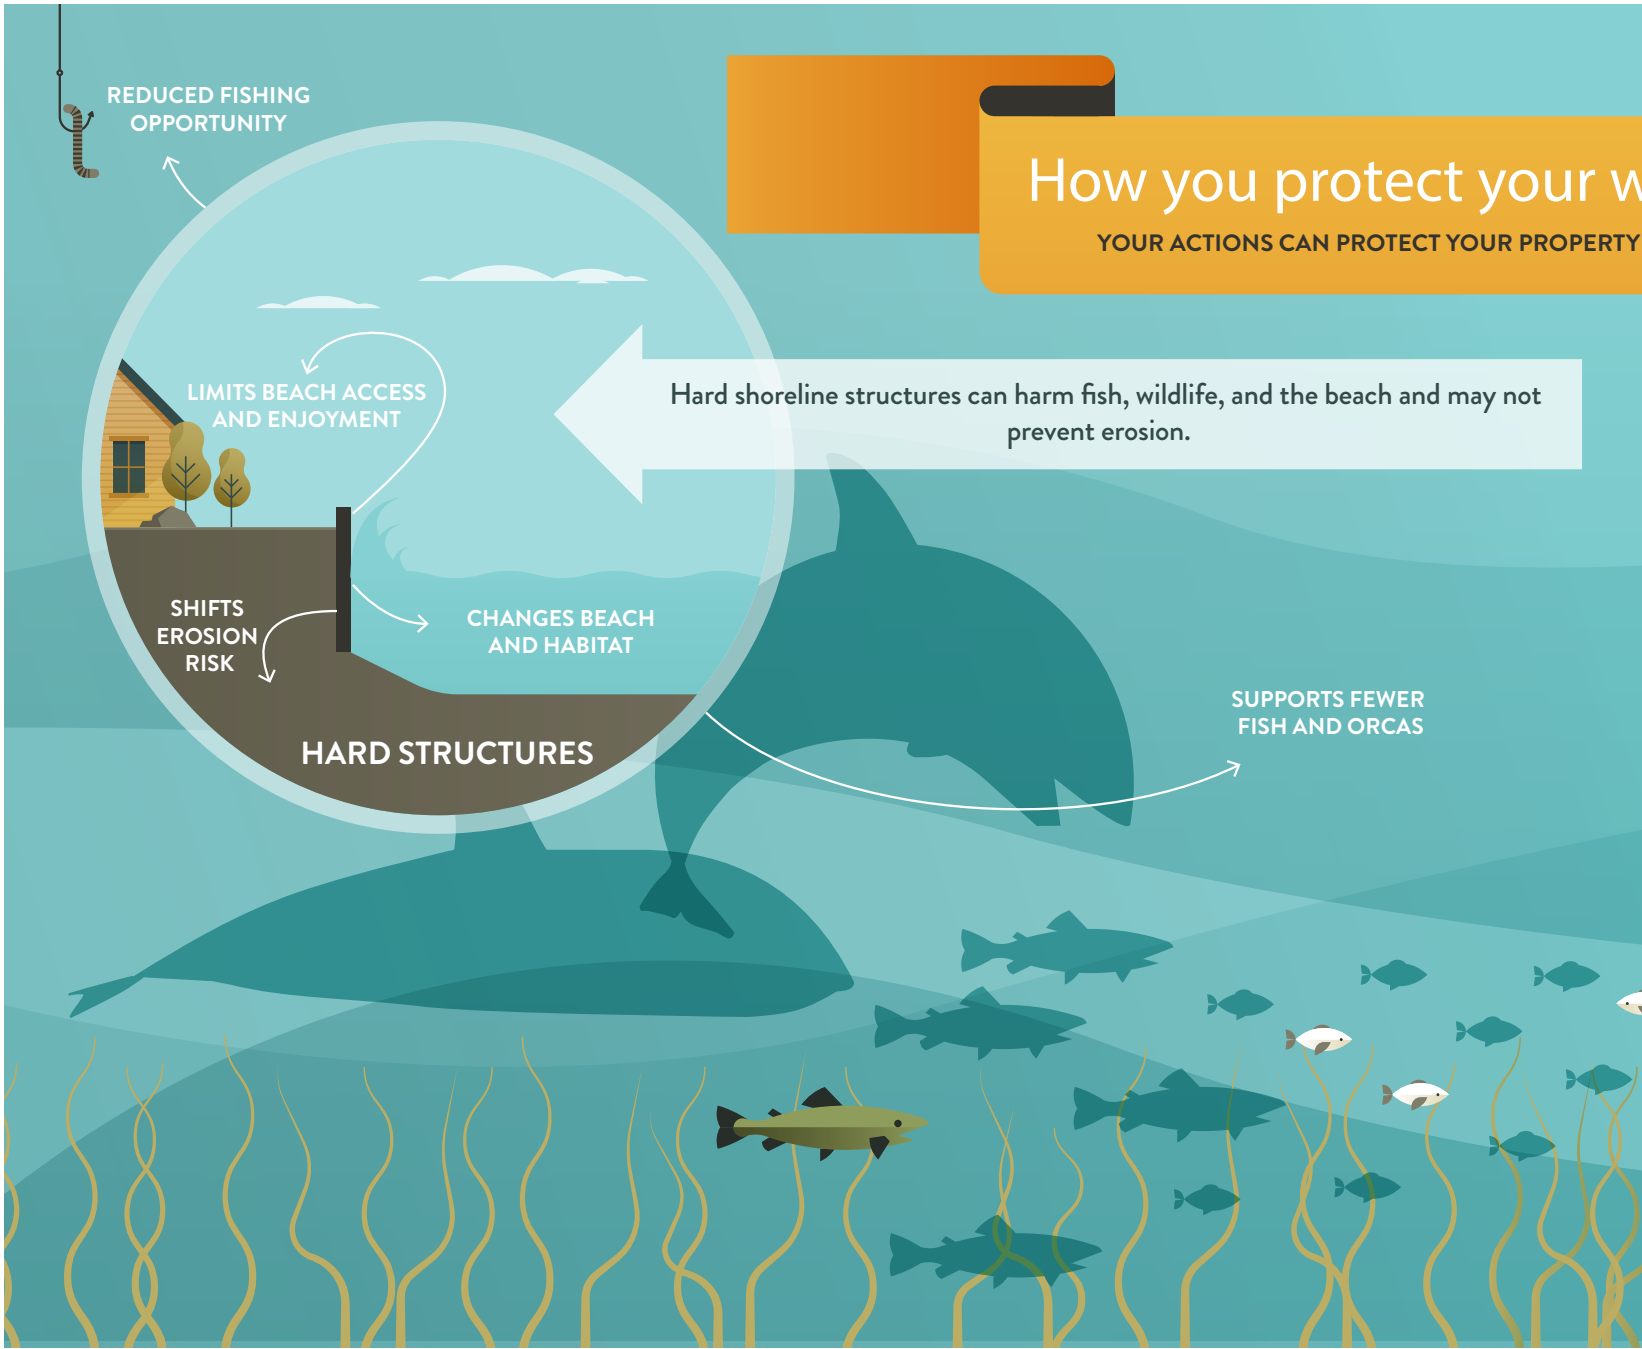 REDUCED FISHING
OPPORTUNITY
How you protect your
YOUR ACTIONS CAN PROTECT YOUR PROPERTY
Hard shoreline structures can harm fish, wildlife, and the beach and may not
prevent erosion.
LIMITS BEACH ACCESS
AND ENJOYMENT
SHIFTS
EROSION
RISK
CHANGES BEACH
AND HABITAT
HARD STRUCTURES
SUPPORTS FEWER
FISH AND ORCAS